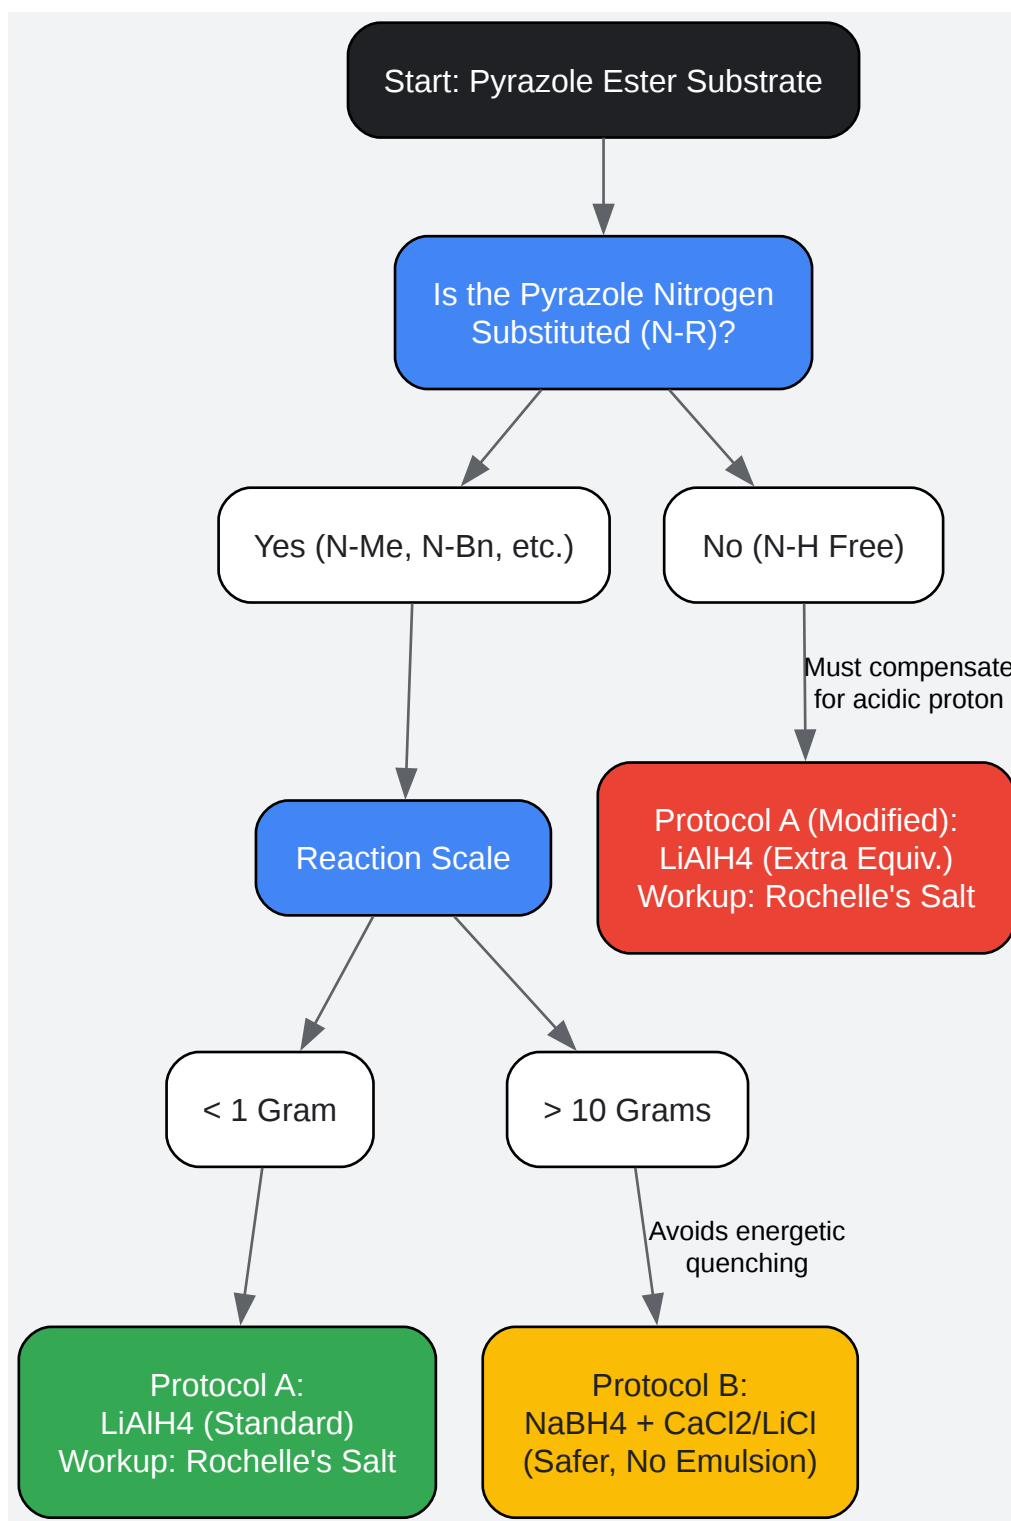 Start: Pyrazole Ester Substrate
Is the Pyrazole Nitrogen
Substituted (N-R)?
Yes (N-Me, N-Bn, etc.)
No (N-H Free)
Must compensate
for acidic proton
Reaction Scale
Protocol A (Modified):
LiAlH4 (Extra Equiv.)
Workup: Rochelle's Salt
< 1 Gram
> 10 Grams
Avoids energetic
quenching
Protocol A:
LiAlH4 (Standard)
Workup: Rochelle's Salt
Protocol B:
NaBH4 + CaCl2/LiCl
(Safer, No Emulsion)